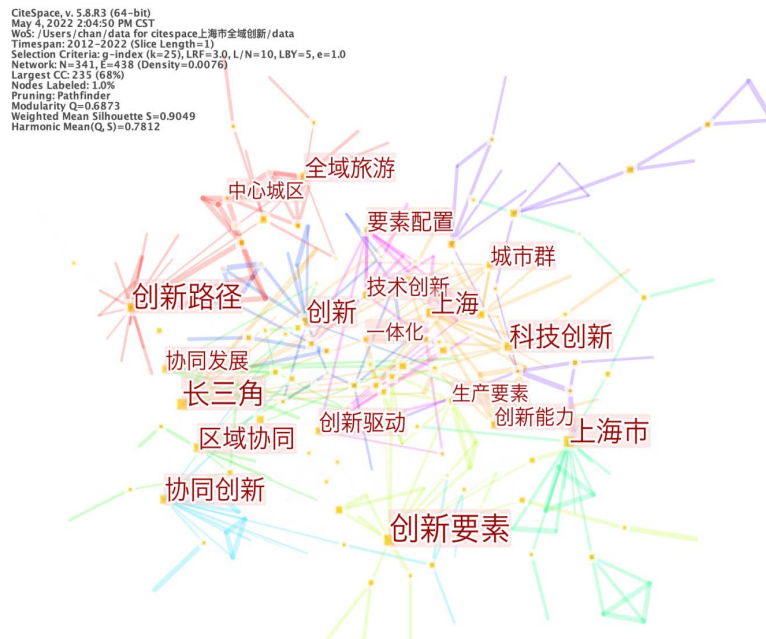 CiteSpace, v. 5.8.R3 (64-bit)
May 4, 2022 2:04:50 PM CST
WoS: /Users/chan/data for citespace上海市全域创新/data
Timespan: 2012-2022 (Slice Length=1)
Selection Criteria: g-index (k=25), LRF=3.0, L/N=10, LBY=5, e=1.0
Network: N=341, E=438 (Density=0.0076)
Largest CC: 235 (68%)
Nodes Labeled: 1.0%
Pruning: Pathfinder
Modularity Q=0.6873
Weighted Mean Silhouette S=0.9049
Harmonic Mean(Q, S)=0.7812
全域旅游
中心城区
要素配置
城市群
技术创新
创新路径
创新
上海
一体化
科技创新
协同发展
长三角
生产要素
创新能力
创新驱动
上海市
区域协同
协同创新
创新要素